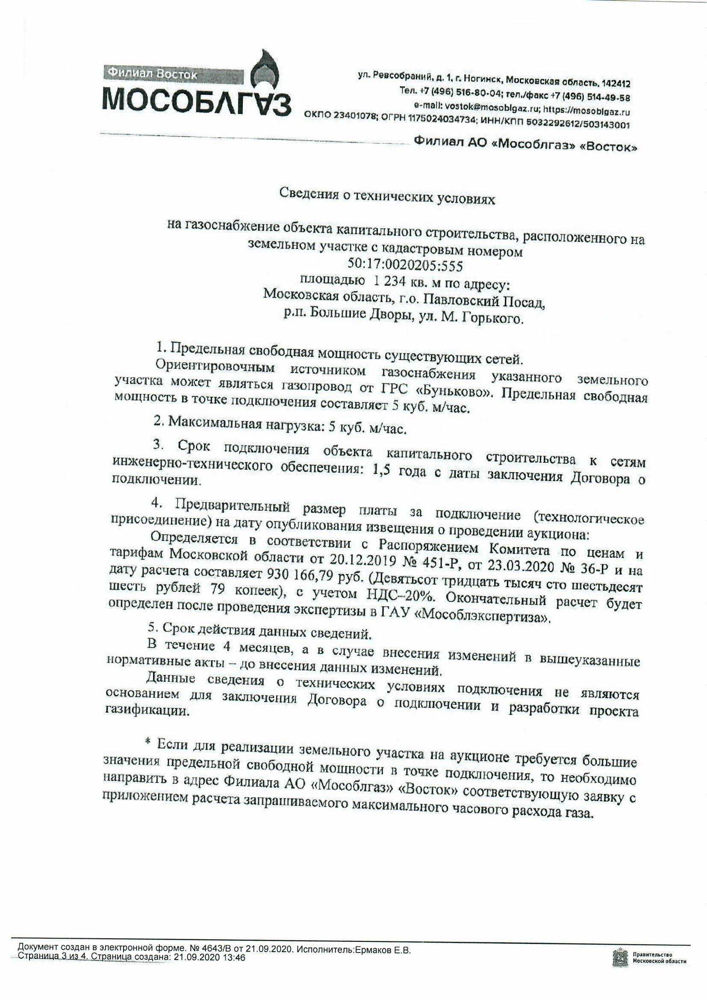 Филиал Восток
МОСОБЛГАЗ
ул. Ревсобраний, д. 1, г. Ногинск, Московская область, 142412
Тел. +7 (496) 516-80-04; тел./факс +7 (496) 514-49-58
e-mail: vostok@mosoblgaz.ru; https://mosoblgaz.ru
ОКПО 23401078; ОГРН 1175024034734; ИНН/КПП 5032292612/503143001
Филиал АО «Мособлгаз» «Восток»
Сведения о технических условиях
на газоснабжение объекта капитального строительства, расположенного на
земельном участке с кадастровым номером
50:17:0020205:555
площадью 1 234 кв. м по адресу:
Московская область, г.о. Павловский Посад,
р.п. Большие Дворы, ул. М. Горького.
1. Предельная свободная мощность существующих сетей.
Ориентировочным источником газоснабжения указанного земельного
участка может являться газопровод от ГРС «Буньково». Предельная свободная
мощность в точке подключения составляет 5 куб. м/час.
2. Максимальная нагрузка: 5 куб. м/час.
3. Срок подключения объекта капитального строительства к сетям
инженерно-технического обеспечения: 1,5 года с даты заключения Договора о
подключении.
4. Предварительный размер платы за подключение (технологическое
присоединение) на дату опубликования извещения о проведении аукциона:
Определяется в соответствии с Распоряжением Комитета по ценам и
тарифам Московской области от 20.12.2019 № 451-Р, от 23.03.2020 № 36-Р и на
дату расчета составляет 930 166,79 руб. (Девятьсот тридцать тысяч сто шестьдесят
шесть рублей 79 копеек), с учетом НДС–20%. Окончательный расчет будет
определен после проведения экспертизы в ГАУ «Мособлэкспертиза».
5. Срок действия данных сведений.
В течение 4 месяцев, а в случае внесения изменений в вышеуказанные
нормативные акты – до внесения данных изменений.
Данные сведения о технических условиях подключения не являются
основанием для заключения Договора о подключении и разработки проекта
газификации.
* Если для реализации земельного участка на аукционе требуется большие
значения предельной свободной мощности в точке подключения, то необходимо
направить в адрес Филиала АО «Мособлгаз» «Восток» соответствующую заявку с
приложением расчета запрашиваемого максимального часового расхода газа.
Документ создан в электронной форме. № 4643/В от 21.09.2020. Исполнитель:Ермаков Е.В.
Страница 3 из 4. Страница создана: 21.09.2020 13:46
Правительство
Московской области